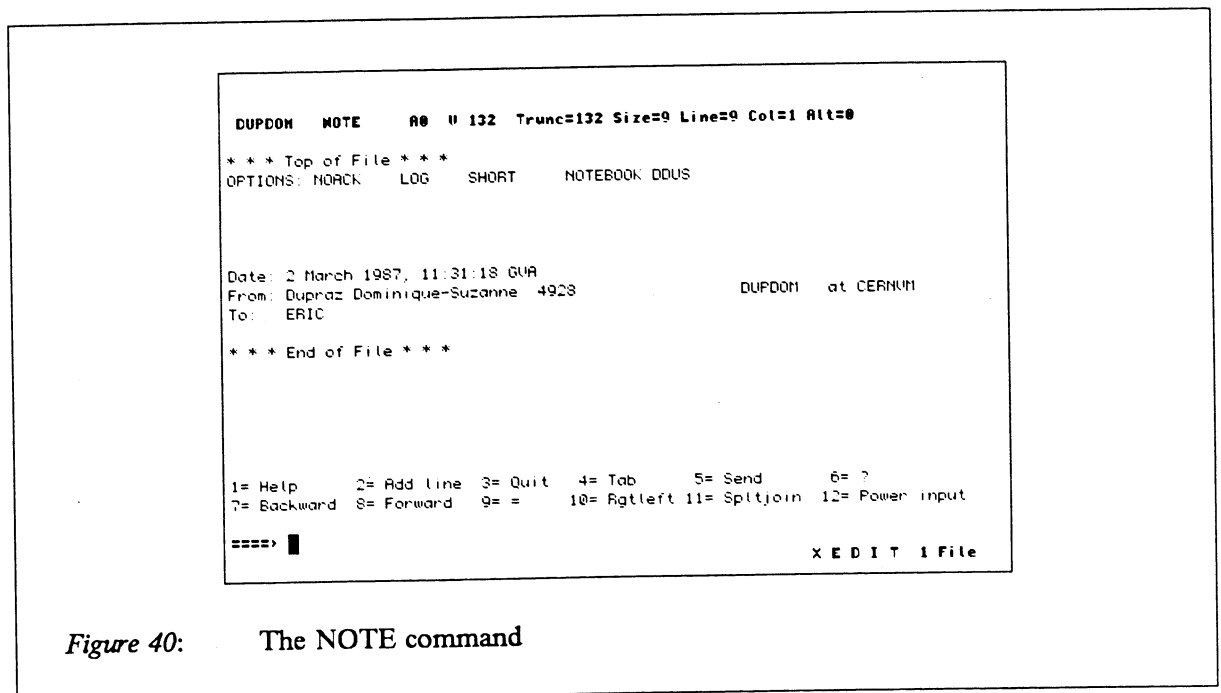 DUPDOM   NOTE     A0  V 132  Trunc=132 Size=9 Line=9 Col=1 Alt=0
* * * Top of File * * *
OPTIONS: NOACK    LOG    SHORT     NOTEBOOK DDUS
Date: 2 March 1987, 11:31:18 GVA
From: Dupraz Dominique-Suzanne  4928                DUPDOM   at CERNVM
To:   ERIC
* * * End of File * * *
1= Help      2= Add line  3= Quit   4= Tab      5= Send       6= ?
7= Backward  8= Forward   9= =     10= Rgtleft 11= Spltjoin  12= Power input
====>
X E D I T  1 File
Figure 40:     The NOTE command